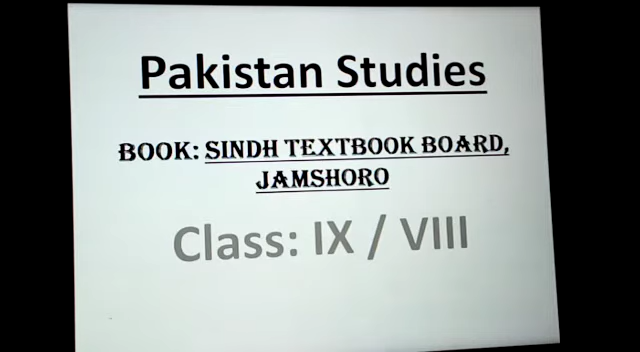 Pakistan Studies
BOOK: SINDH TEXTBOOK BOARD,
JAMSHORO
Class: IX / VIII